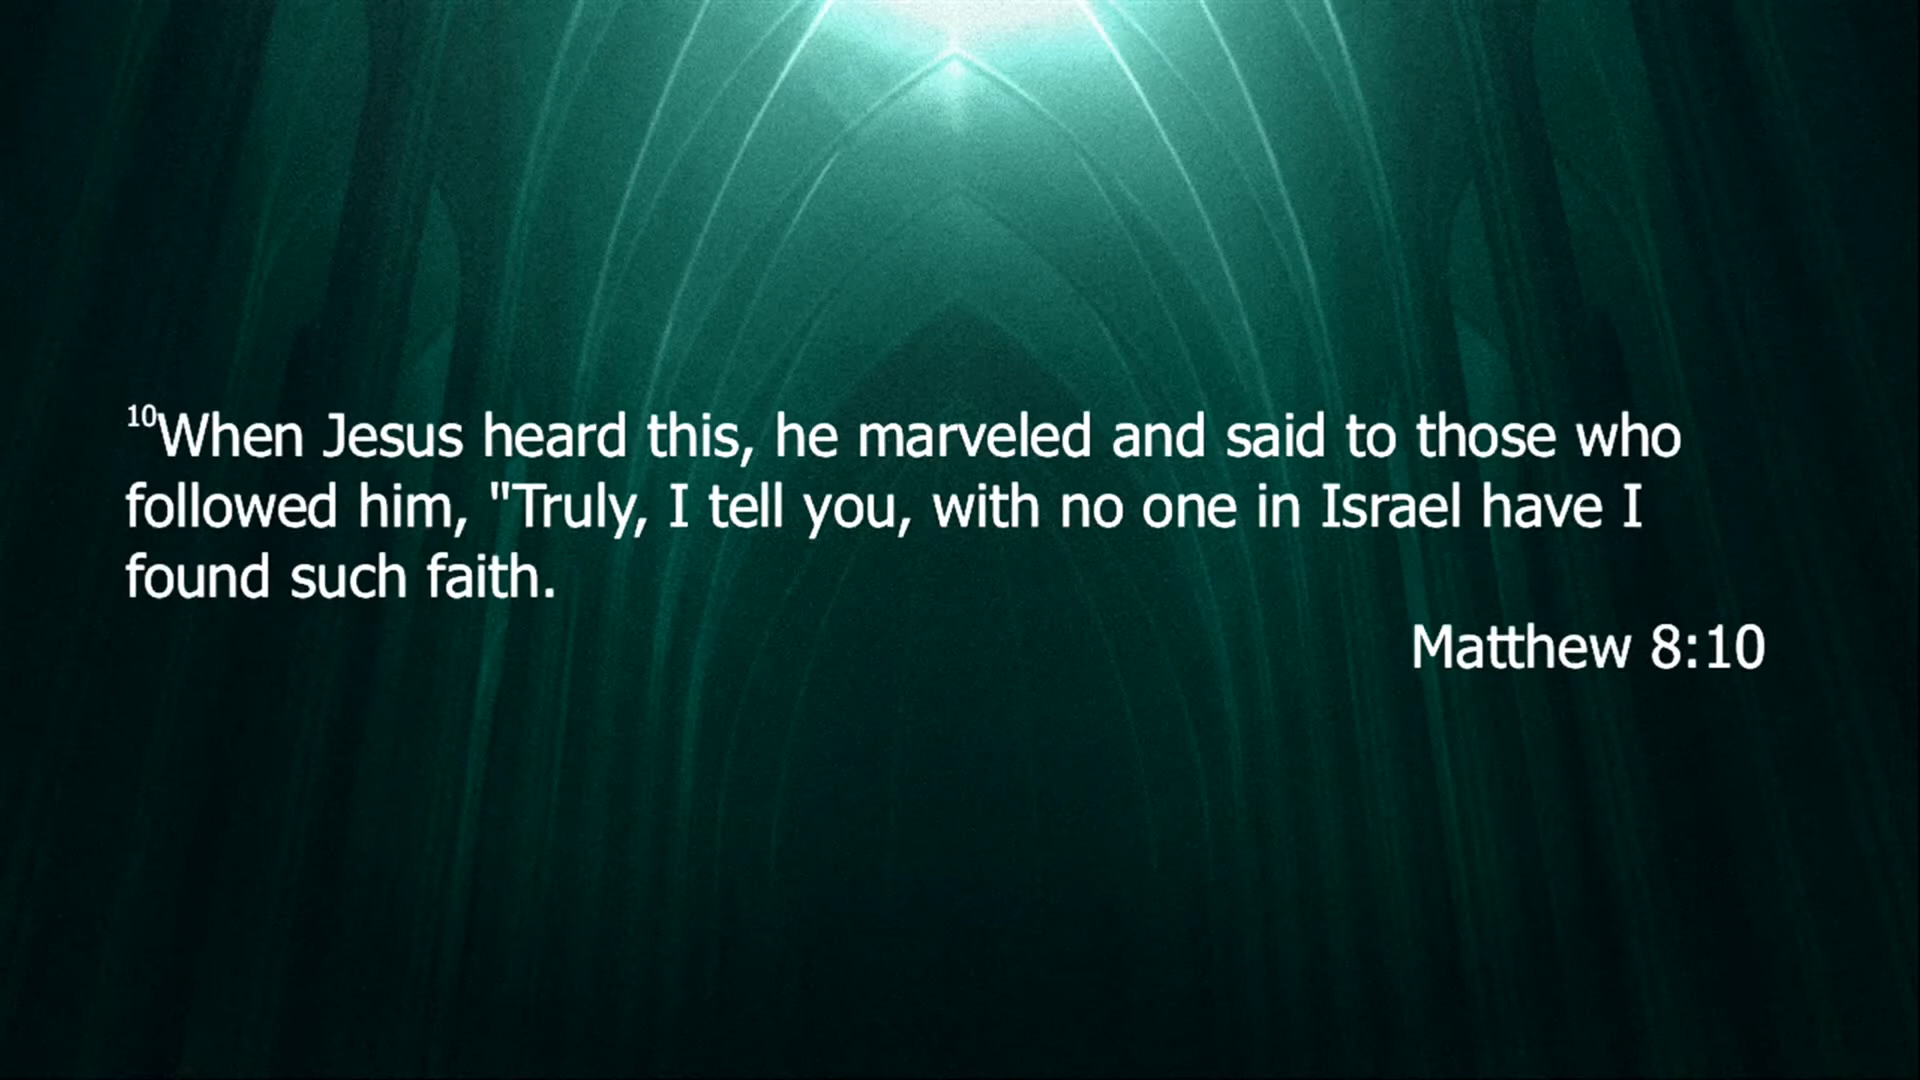 10When Jesus heard this, he marveled and said to those who
followed him, "Truly, I tell you, with no one in Israel have I
found such faith.
Matthew 8:10